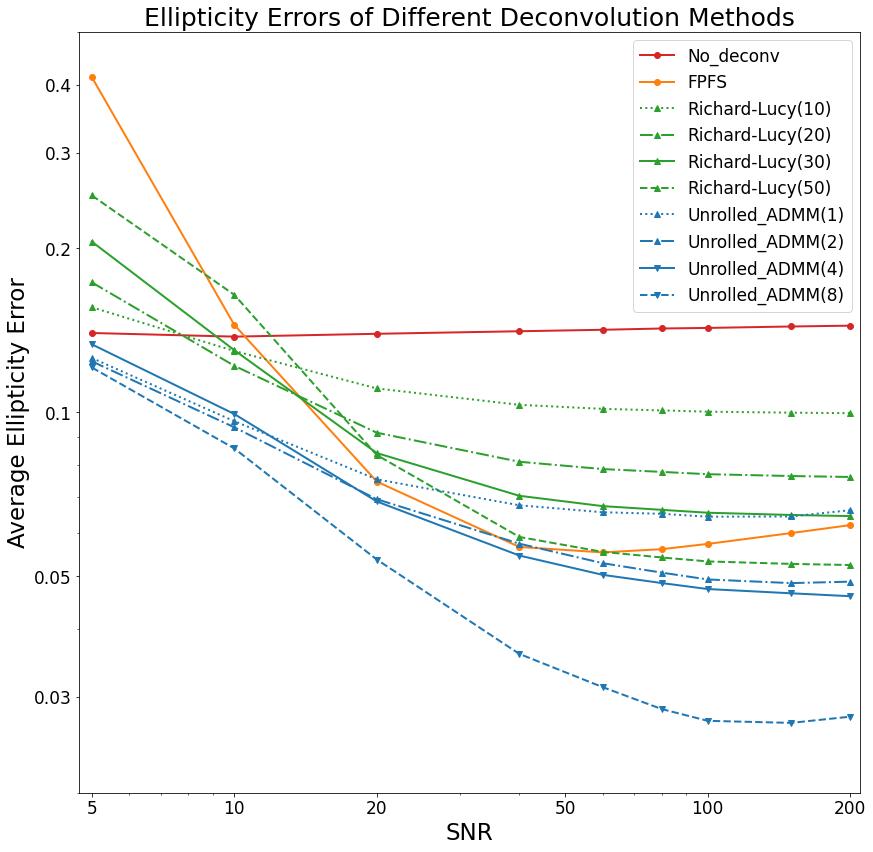 Ellipticity Errors of Different Deconvolution Methods
No_deconv
FPFS
Richard-Lucy(10)
Richard-Lucy(20)
Richard-Lucy(30)
Richard-Lucy(50)
Unrolled_ADMM(1)
Unrolled_ADMM(2)
Unrolled_ADMM(4)
Unrolled_ADMM(8)
Average Ellipticity Error
0.4
0.3
0.2
0.1
0.05
0.03
5 10 20 50 100 200
SNR